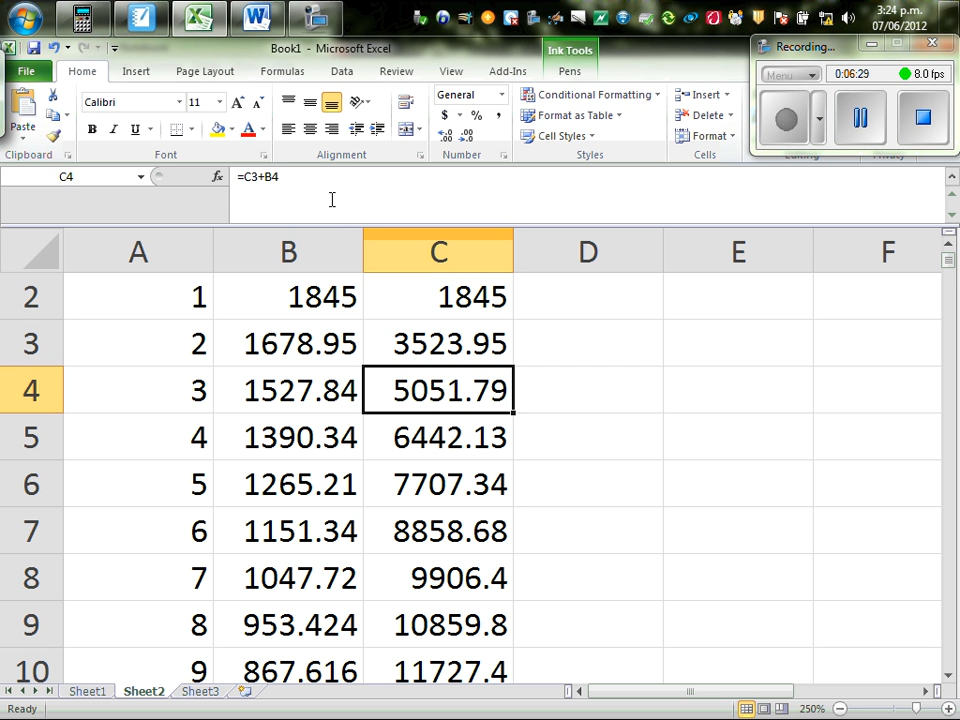 3:24 p.m.
07/06/2012
Book1 - Microsoft Excel
Ink Tools
Recording...
File
Home
Insert
Page Layout
Formulas
Data
Review
View
Add-Ins
Pens
Menu
0:06:29
8.0 fps
Paste
Calibri
11
General
Conditional Formatting
Format as Table
Cell Styles
Insert
Delete
Format
Clipboard
Font
Alignment
Number
Styles
Cells
C4
fx
=C3+B4
A B C D E F
2 1 1845 1845
3 2 1678.95 3523.95
4 3 1527.84 5051.79
5 4 1390.34 6442.13
6 5 1265.21 7707.34
7 6 1151.34 8858.68
8 7 1047.72 9906.4
9 8 953.424 10859.8
10 9 867.616 11727.4
Sheet1 Sheet2 Sheet3
Ready
250%